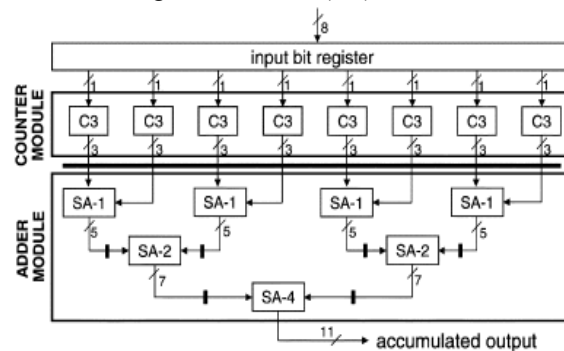 8
input bit register
1 1 1 1 1 1 1 1
COUNTER
MODULE
C3 C3 C3 C3 C3 C3 C3 C3
3 3 3 3 3 3 3 3
ADDER
MODULE
SA-1 SA-1 SA-1 SA-1
5 5 5 5
SA-2 SA-2
7 7
SA-4
11
accumulated output